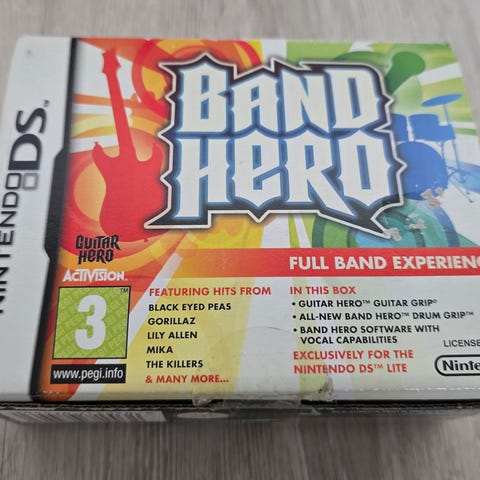 NINTENDO DS™
BAND
HERO
GUITAR
HERO
ACTIVISION
FULL BAND EXPERIENC
3
www.pegi.info
FEATURING HITS FROM
BLACK EYED PEAS
GORILLAZ
LILY ALLEN
MIKA
THE KILLERS
& MANY MORE...
IN THIS BOX
• GUITAR HERO™ GUITAR GRIP®
• ALL-NEW BAND HERO™ DRUM GRIP™
• BAND HERO SOFTWARE WITH
VOCAL CAPABILITIES
EXCLUSIVELY FOR THE
NINTENDO DS™ LITE
LICENSE
Ninten